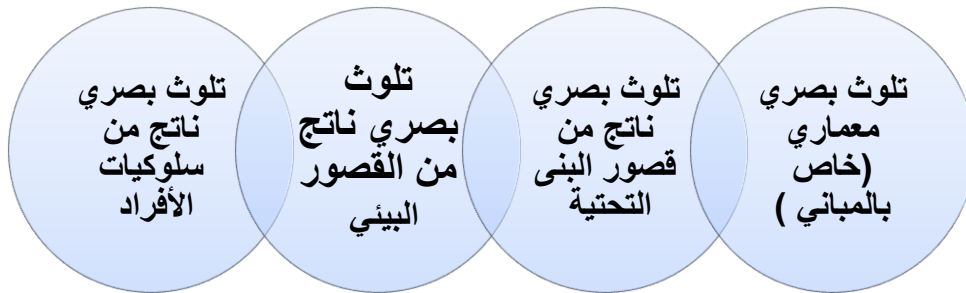 تلوث بصري
معماري
(خاص
بالمباني )
تلوث بصري
ناتج من
قصور البنى
التحتية
تلوث
بصري ناتج
من القصور
البيئي
تلوث بصري
ناتج من
سلوكيات
الأفراد